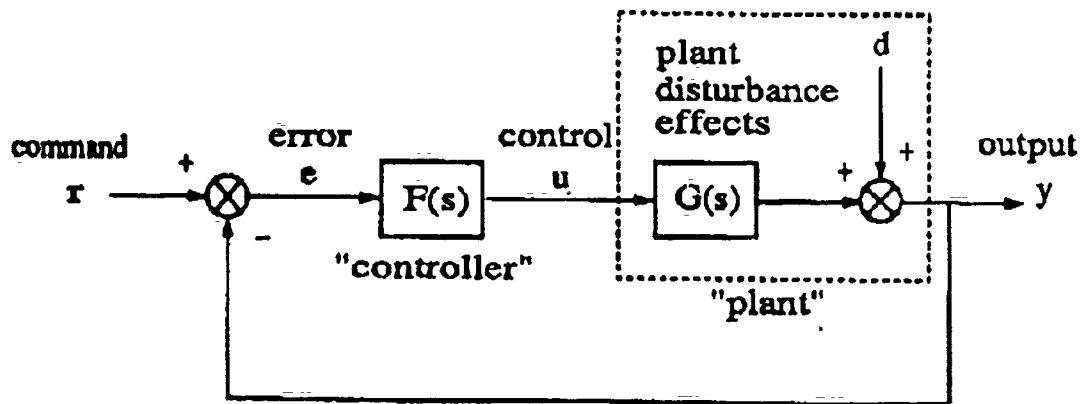 plant
disturbance
effects
d
command
r
+
-
error
e
F(s)
"controller"
control
u
G(s)
+
+
"plant"
output
y